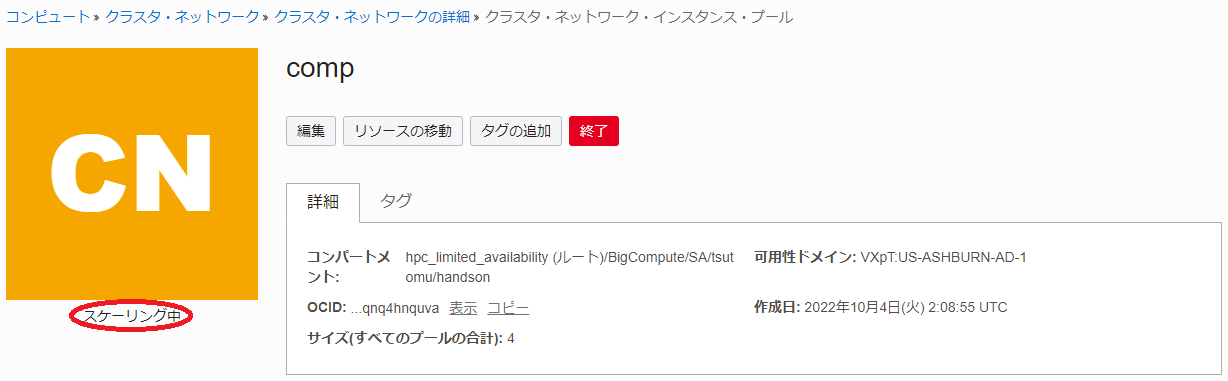 コンピュート » クラスタ・ネットワーク » クラスタ・ネットワークの詳細 » クラスタ・ネットワーク・インスタンス・プール
CN
スケーリング中
comp
編集 リソースの移動 タグの追加 終了
詳細 タグ
コンパートメ
ント: hpc_limited_availability (ルート)/BigCompute/SA/tsut
omu/handson
OCID: ...qnq4hnquva 表示 コピー
サイズ(すべてのプールの合計): 4
可用性ドメイン: VXpT:US-ASHBURN-AD-1
作成日: 2022年10月4日(火) 2:08:55 UTC